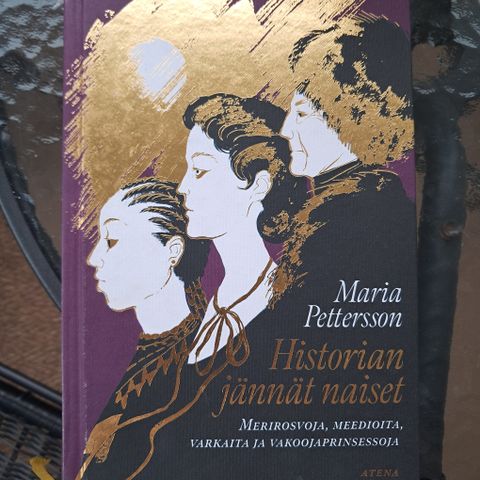 Maria
Pettersson
Historian
jännät naiset
Merirosvoja, meedioita,
varkaita ja vakoojaprinsessoja
ATENA